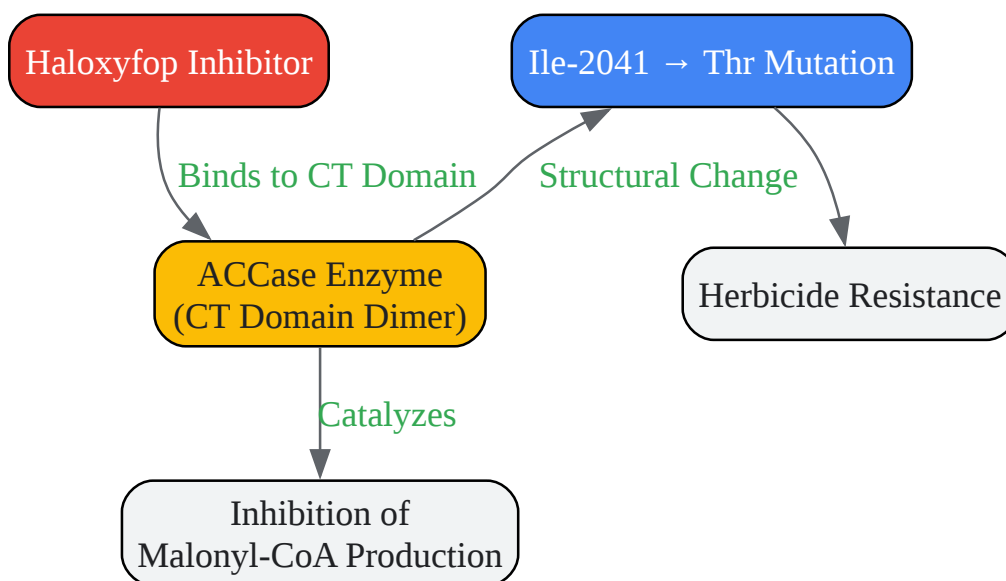 Haloxyfop Inhibitor
Ile-2041 → Thr Mutation
Binds to CT Domain
Structural Change
ACCase Enzyme
(CT Domain Dimer)
Herbicide Resistance
Catalyzes
Inhibition of
Malonyl-CoA Production